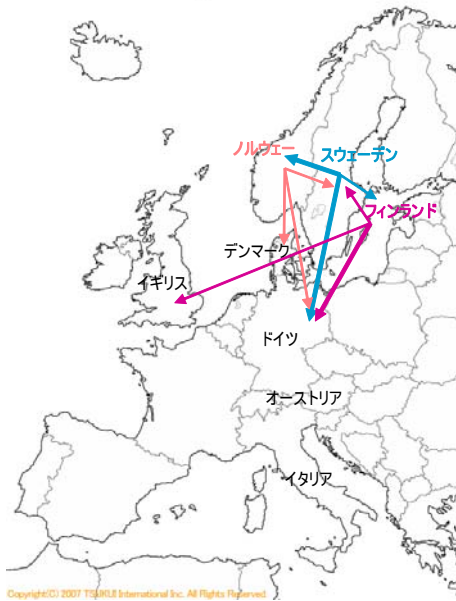 ノルウェー
スウェーデン
フィンランド
デンマーク
イギリス
ドイツ
オーストリア
イタリア
Copyright(C) 2007 TSUKUI International Inc. All Rights Reserved.